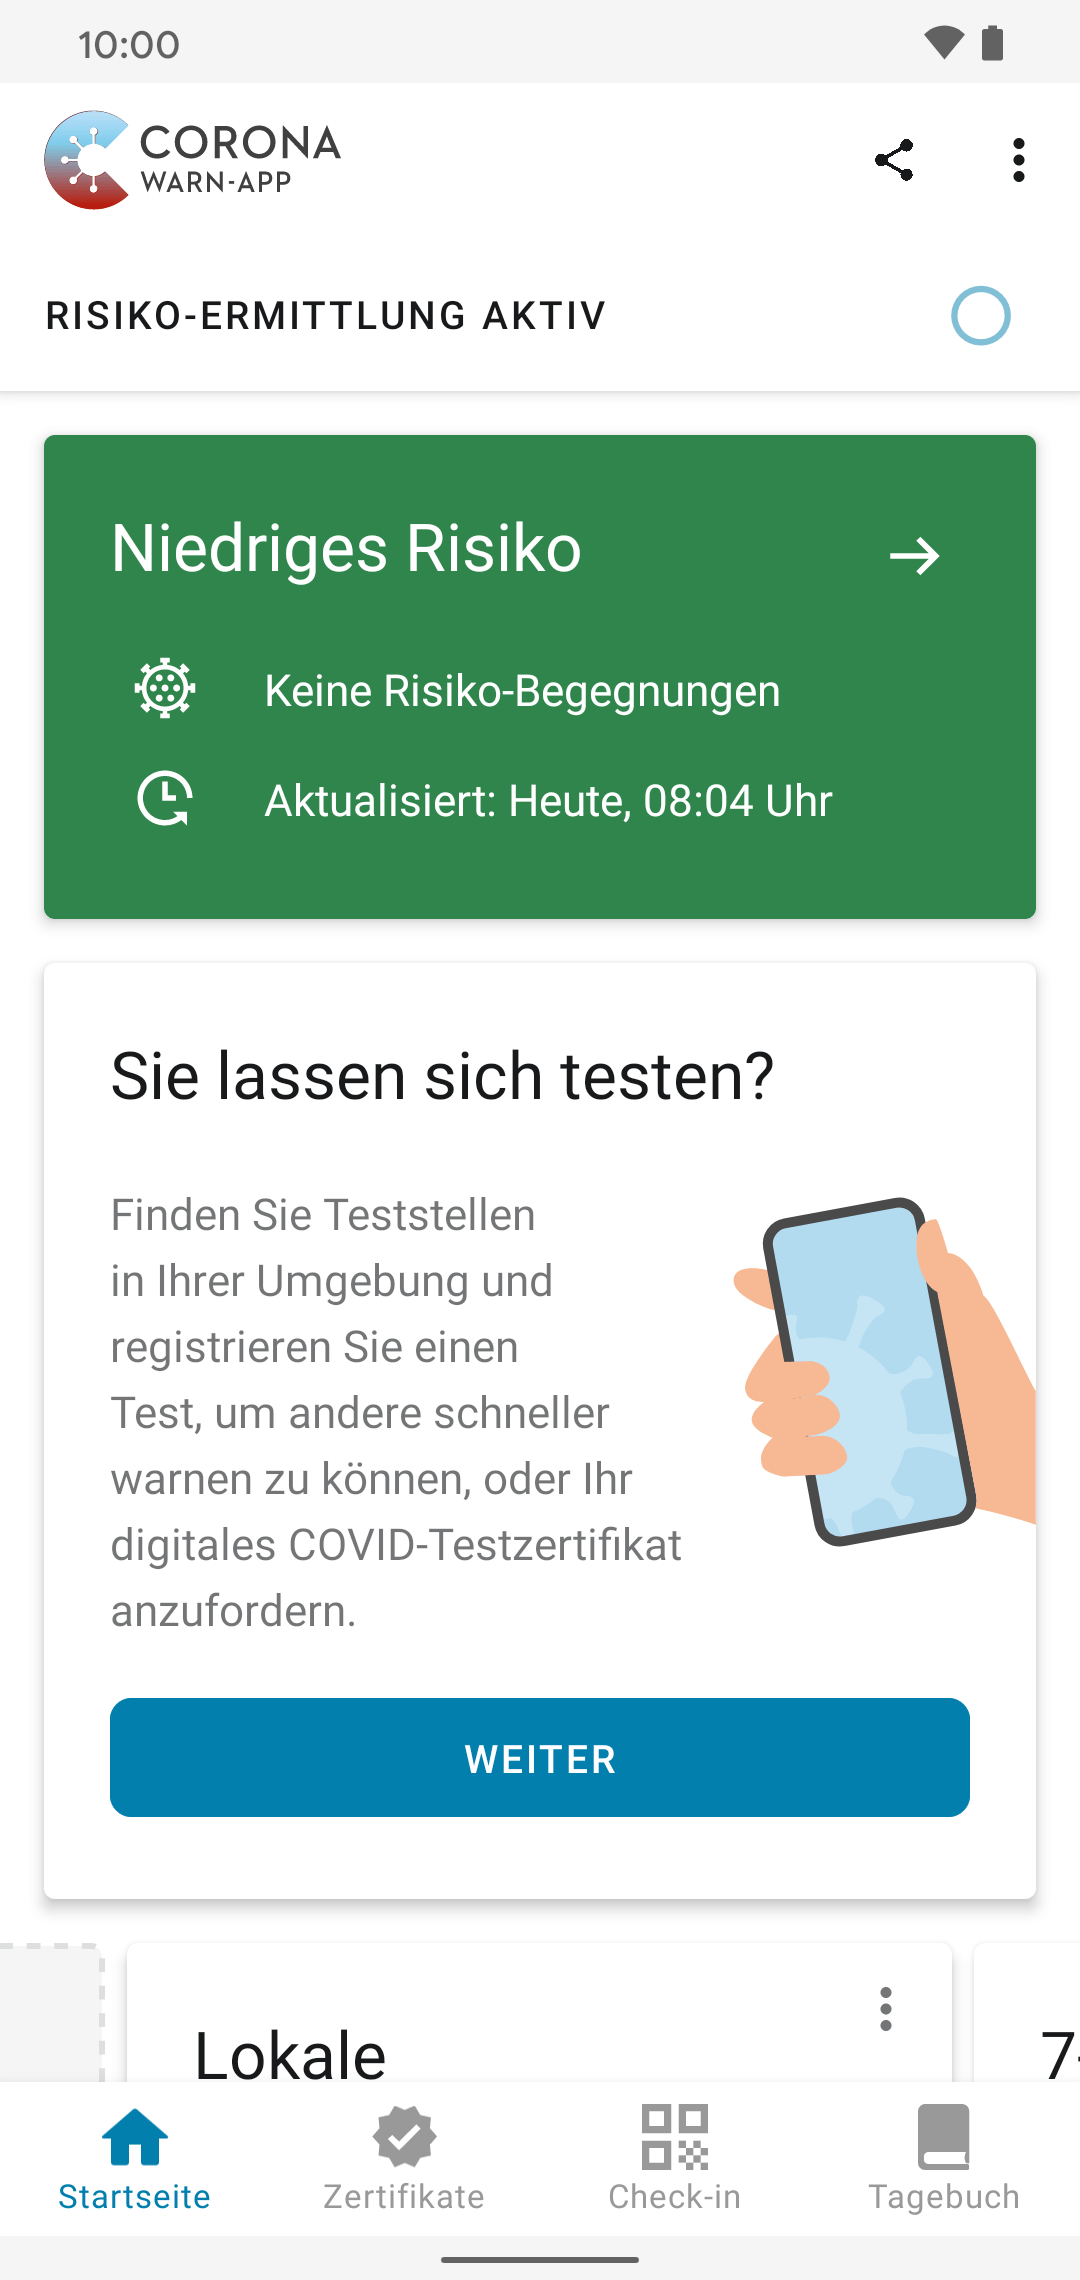 10:00
CORONA
WARN-APP
RISIKO-ERMITTLUNG AKTIV
Niedriges Risiko
Keine Risiko-Begegnungen
Aktualisiert: Heute, 08:04 Uhr
Sie lassen sich testen?
Finden Sie Teststellen
in Ihrer Umgebung und
registrieren Sie einen
Test, um andere schneller
warnen zu können, oder Ihr
digitales COVID-Testzertifikat
anzufordern.
WEITER
Lokale
7-
Startseite
Zertifikate
Check-in
Tagebuch